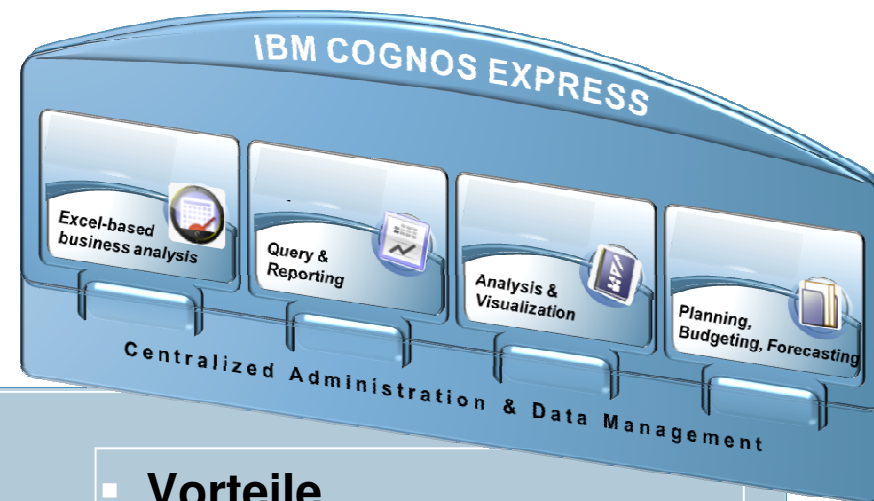 IBM COGNOS EXPRESS
Excel-based
business analysis
Query &
Reporting
Analysis &
Visualization
Planning,
Budgeting, Forecasting
Centralized Administration & Data Management
Vorteile